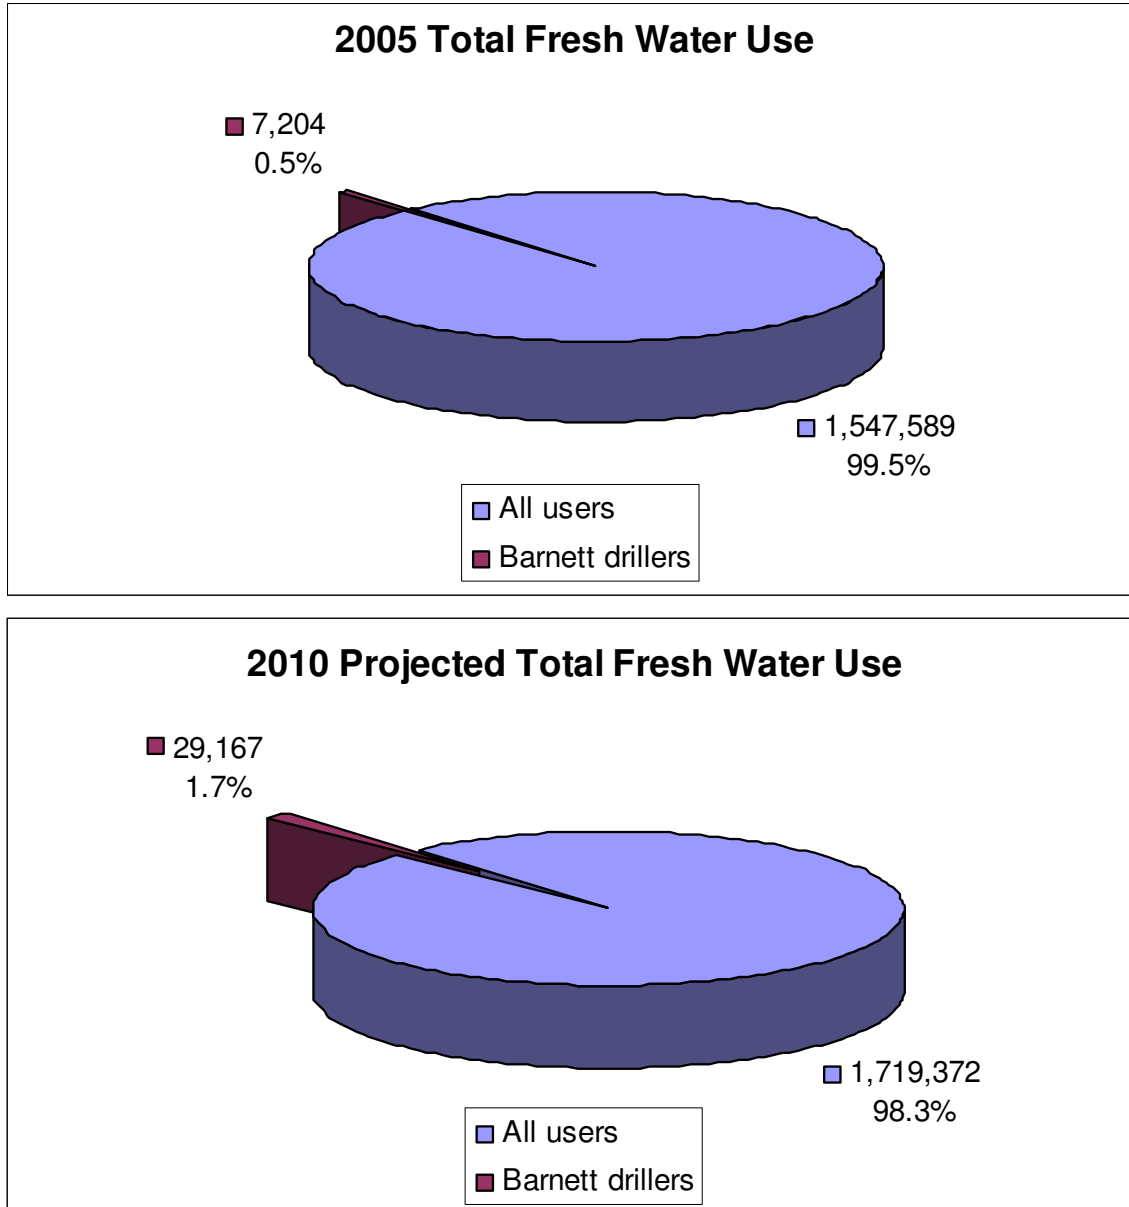 2005 Total Fresh Water Use
7,204
0.5%
1,547,589
99.5%
All users
Barnett drillers
2010 Projected Total Fresh Water Use
29,167
1.7%
1,719,372
98.3%
All users
Barnett drillers